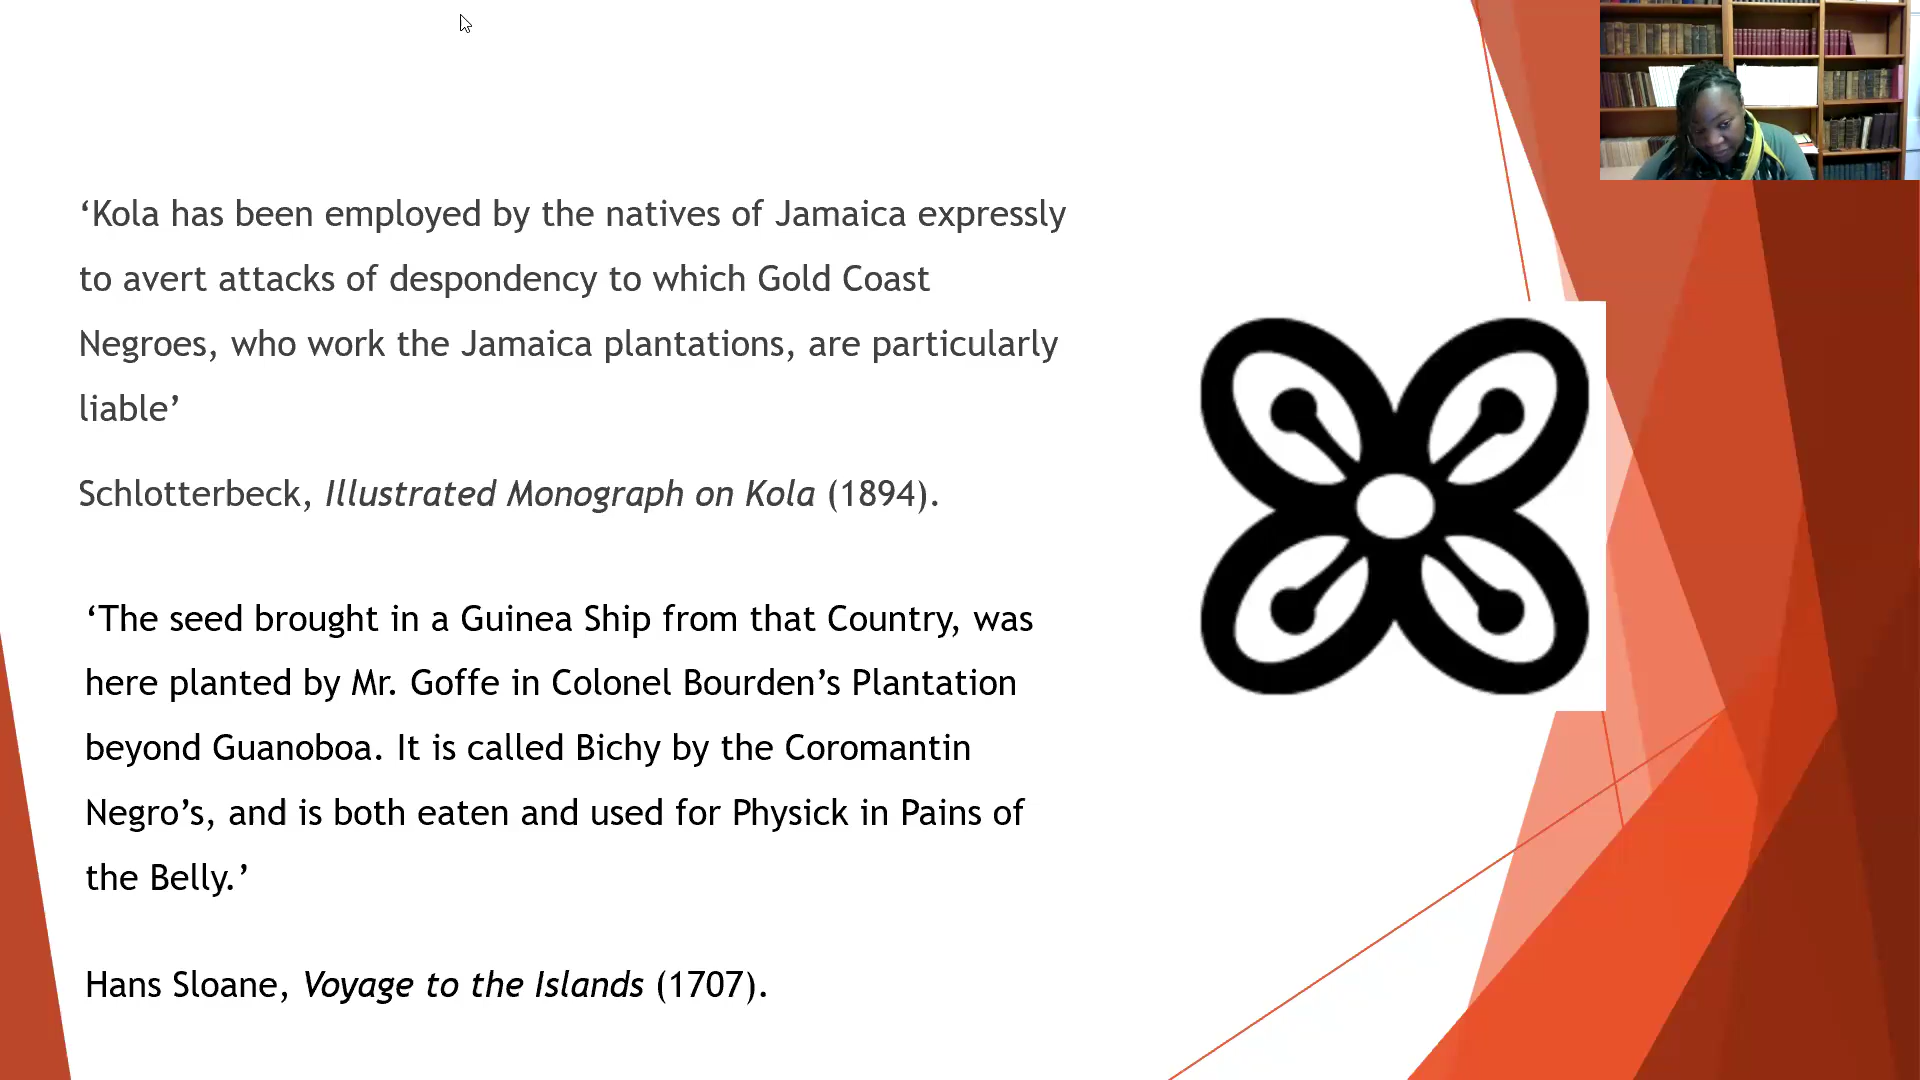 ‘Kola has been employed by the natives of Jamaica expressly
to avert attacks of despondency to which Gold Coast
Negroes, who work the Jamaica plantations, are particularly
liable’
Schlotterbeck, Illustrated Monograph on Kola (1894).
‘The seed brought in a Guinea Ship from that Country, was
here planted by Mr. Goffe in Colonel Bourden’s Plantation
beyond Guanoboa. It is called Bichy by the Coromantin
Negro’s, and is both eaten and used for Physick in Pains of
the Belly.’
Hans Sloane, Voyage to the Islands (1707).